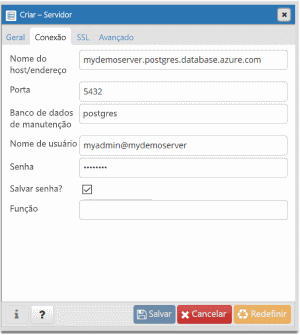 Criar – Servidor
Geral Conexão SSL Avançado
Nome do host/endereço mydemoserver.postgres.database.azure.com
Porta 5432
Banco de dados de manutenção postgres
Nome de usuário myadmin@mydemoserver
Senha ••••••••
Salvar senha?
Função
i ? Salvar Cancelar Redefinir